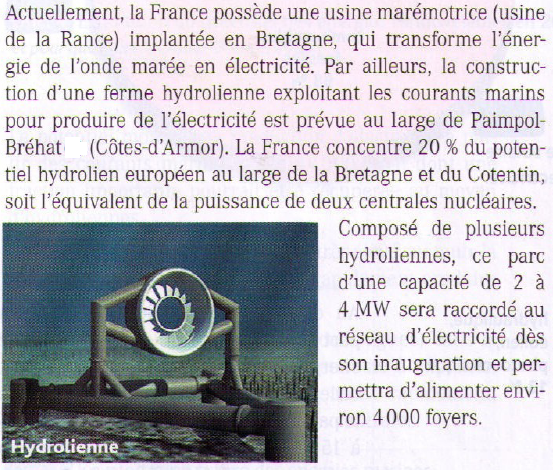 Actuellement, la France possède une usine marémotrice (usine
de la Rance) implantée en Bretagne, qui transforme l'éner-
gie de l'onde marée en électricité. Par ailleurs, la construc-
tion d'une ferme hydrolienne exploitant les courants marins
pour produire de l'électricité est prévue au large de Paimpol-
Bréhat (Côtes-d'Armor). La France concentre 20 % du poten-
tiel hydrolien européen au large de la Bretagne et du Cotentin,
soit l'équivalent de la puissance de deux centrales nucléaires.
Composé de plusieurs
hydroliennes, ce parc
d'une capacité de 2 à
4 MW sera raccordé au
réseau d'électricité dès
son inauguration et per-
mettra d'alimenter envi-
ron 4 000 foyers.
Hydrolienne